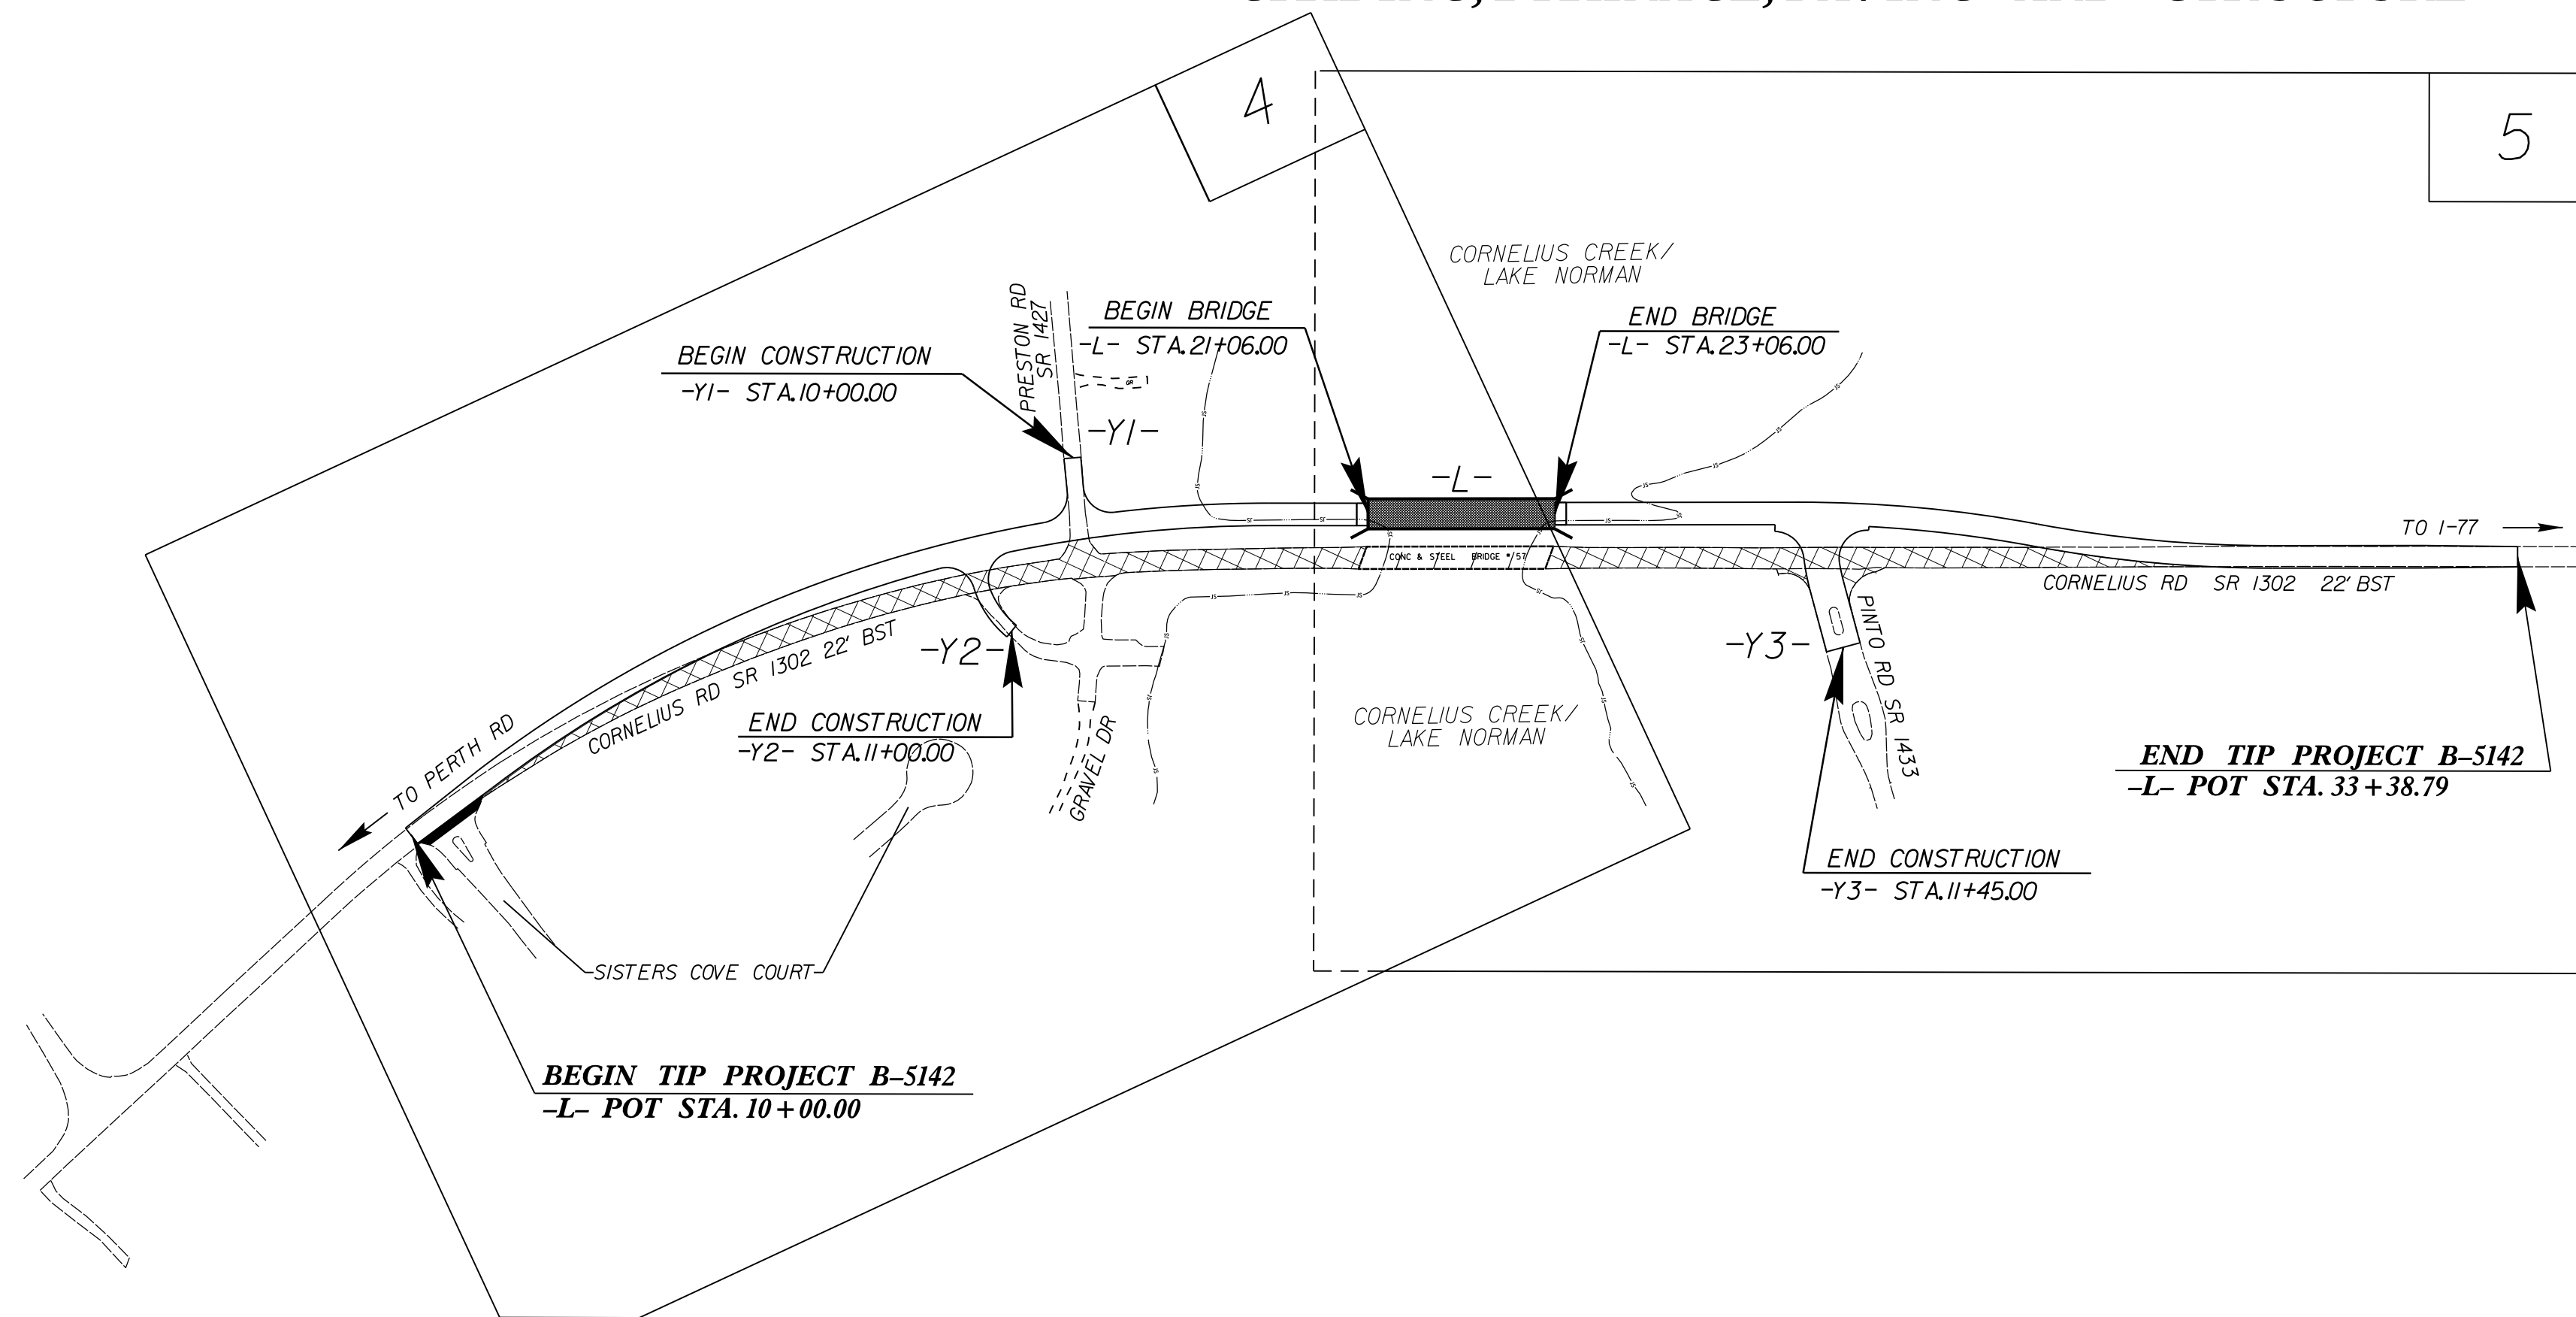 4
5
CORNELIUS CREEK/
LAKE NORMAN
BEGIN BRIDGE
-L- STA.21+06.00
END BRIDGE
-L- STA.23+06.00
PRESTON RD
SR 1427
BEGIN CONSTRUCTION
-Y1- STA.10+00.00
GR
-Y1-
-L-
TO I-77
CONC & STEEL BRIDGE #157
CORNELIUS RD SR 1302 22' BST
CORNELIUS RD SR 1302 22' BST
-Y2-
-Y3-
PINTO RD SR 1433
TO PERTH RD
END CONSTRUCTION
-Y2- STA.11+00.00
GRAVEL DR
CORNELIUS CREEK/
LAKE NORMAN
END TIP PROJECT B-5142
-L- POT STA. 33+38.79
END CONSTRUCTION
-Y3- STA.11+45.00
SISTERS COVE COURT
BEGIN TIP PROJECT B-5142
-L- POT STA. 10+00.00